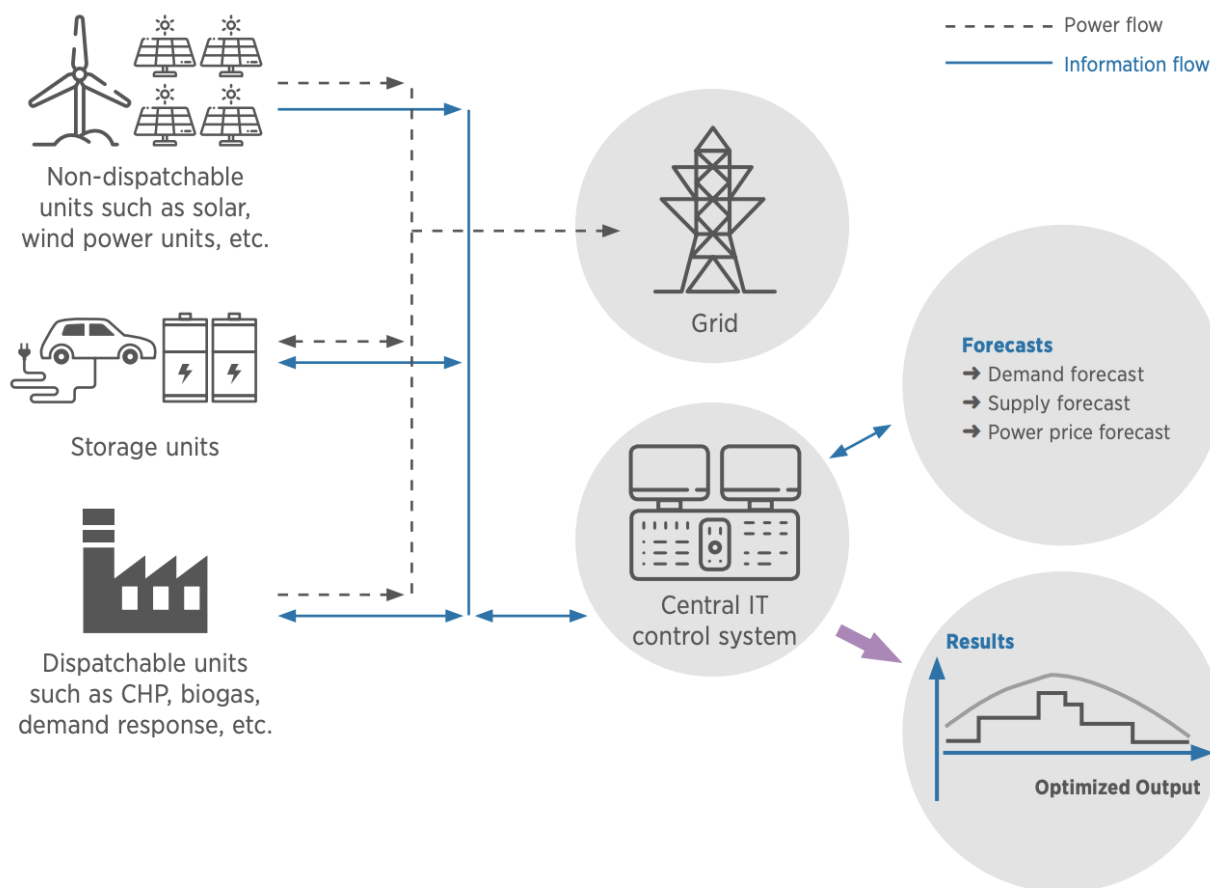 Power flow
Information flow
Non-dispatchable
units such as solar,
wind power units, etc.
Grid
Storage units
Forecasts
➔ Demand forecast
➔ Supply forecast
➔ Power price forecast
Central IT
control system
Dispatchable units
such as CHP, biogas,
demand response, etc.
Results
Optimized Output